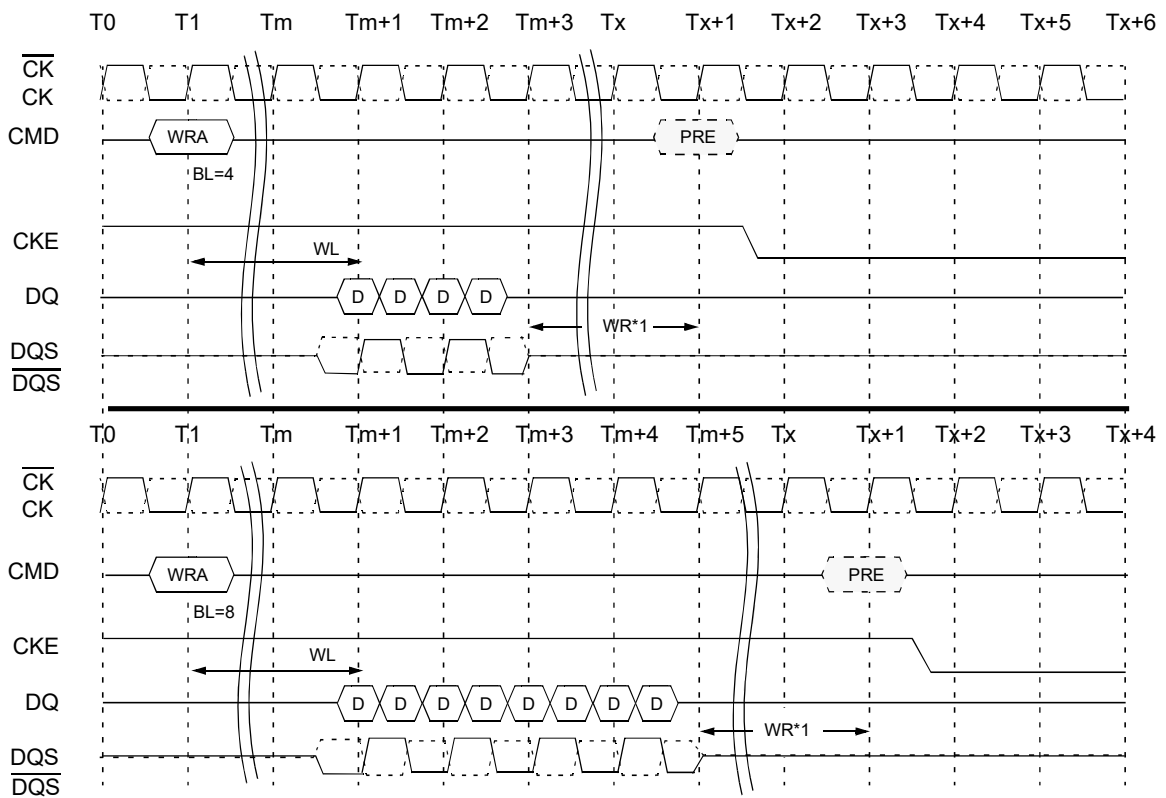 T0 T1 Tm Tm+1 Tm+2 Tm+3 Tx Tx+1 Tx+2 Tx+3 Tx+4 Tx+5 Tx+6
CK
CK
CMD WRA PRE
BL=4
CKE
WL
DQ D D D D
WR*1
DQS
DQS
T0 T1 Tm Tm+1 Tm+2 Tm+3 Tm+4 Tm+5 Tx Tx+1 Tx+2 Tx+3 Tx+4
CK
CK
CMD WRA PRE
BL=8
CKE
WL
DQ D D D D D D D D
WR*1
DQS
DQS